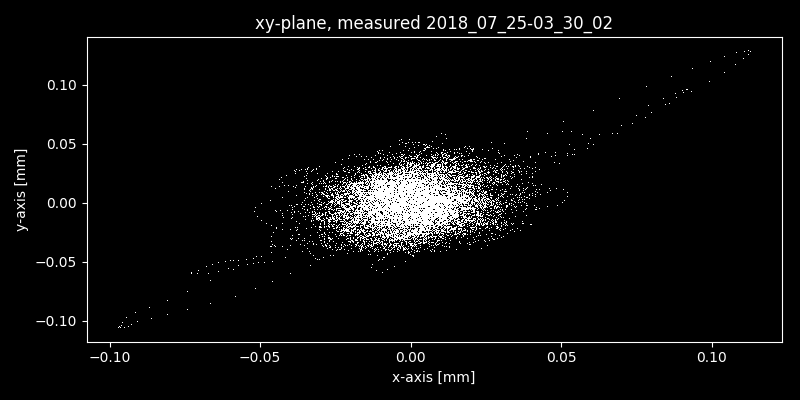 xy-plane, measured 2018_07_25-03_30_02
0.10
0.05
0.00
−0.05
−0.10
y-axis [mm]
−0.10 −0.05 0.00 0.05 0.10
x-axis [mm]